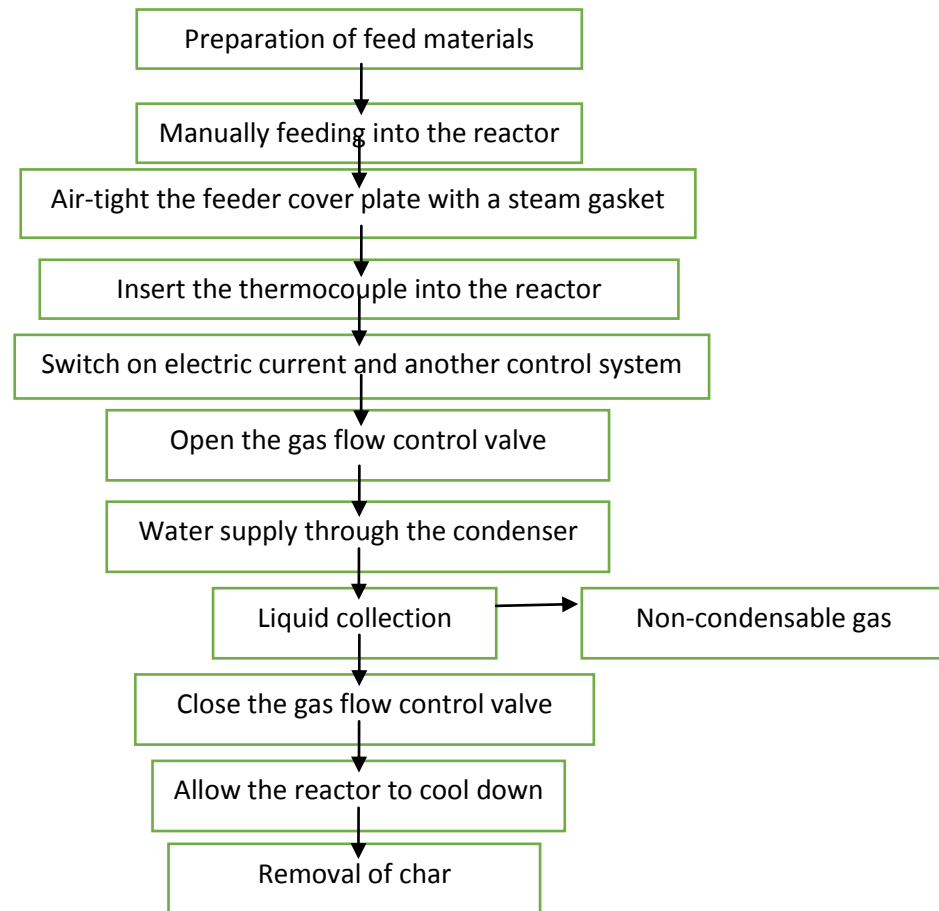 Preparation of feed materials
Manually feeding into the reactor
Air-tight the feeder cover plate with a steam gasket
Insert the thermocouple into the reactor
Switch on electric current and another control system
Open the gas flow control valve
Water supply through the condenser
Liquid collection
Non-condensable gas
Close the gas flow control valve
Allow the reactor to cool down
Removal of char